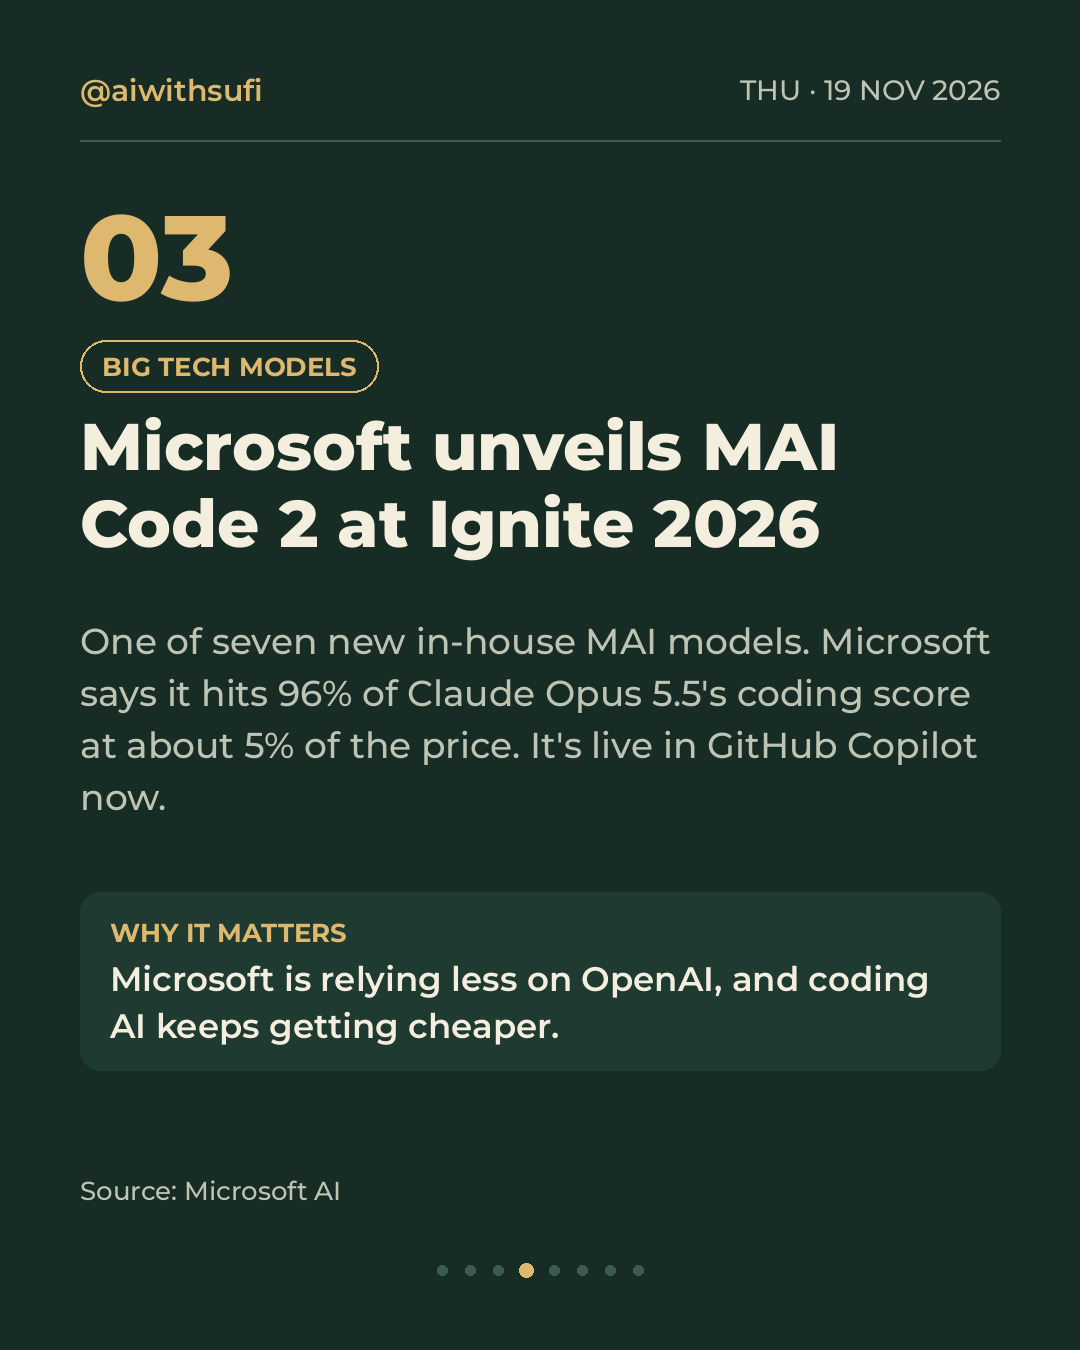 @aiwithsufi
THU · 19 NOV 2026
03
BIG TECH MODELS
Microsoft unveils MAI
Code 2 at Ignite 2026
One of seven new in-house MAI models. Microsoft
says it hits 96% of Claude Opus 5.5's coding score
at about 5% of the price. It's live in GitHub Copilot
now.
WHY IT MATTERS
Microsoft is relying less on OpenAI, and coding
AI keeps getting cheaper.
Source: Microsoft AI